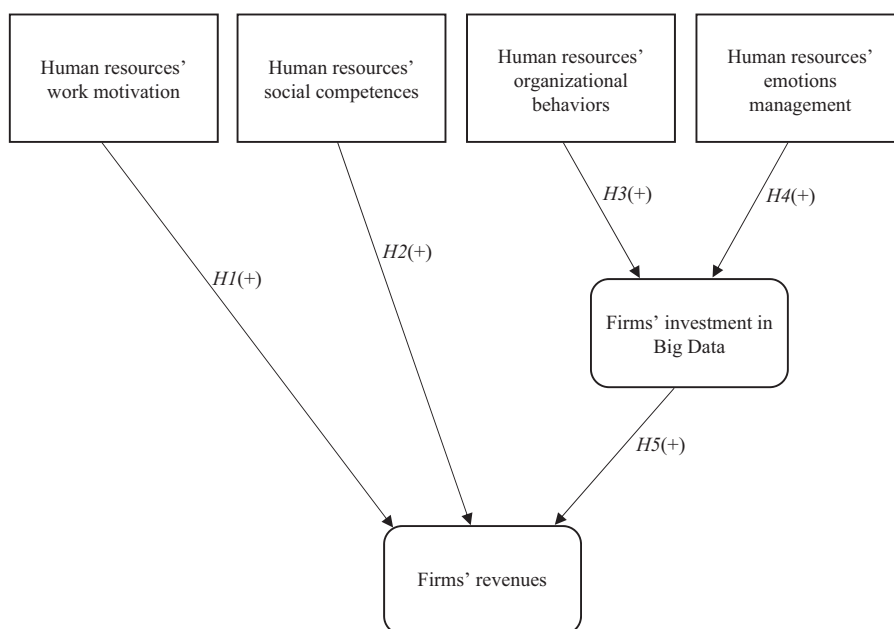 Human resources’
work motivation
Human resources’
social competences
Human resources’
organizational
behaviors
Human resources’
emotions
management
H3(+)
H4(+)
H2(+)
H1(+)
Firms’ investment in
Big Data
H5(+)
Firms’ revenues